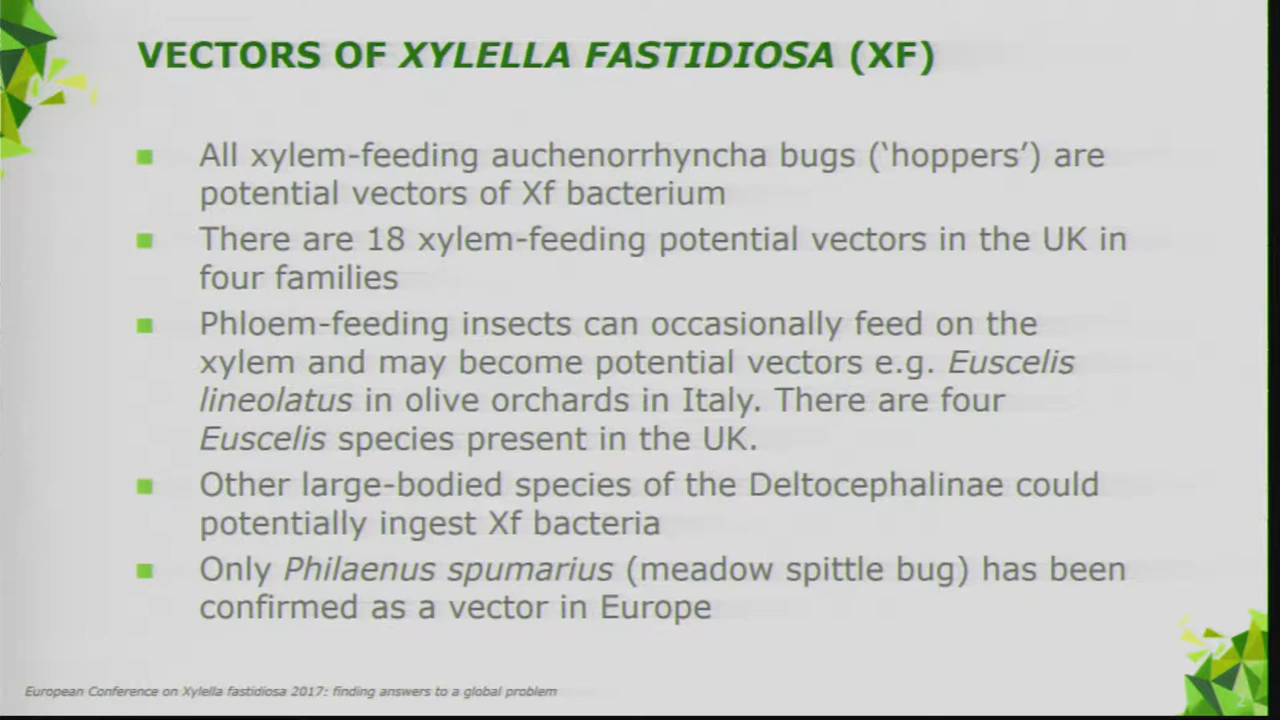 VECTORS OF XYLELLA FASTIDIOSA (XF)
All xylem-feeding auchenorrhyncha bugs (‘hoppers’) are
potential vectors of Xf bacterium
There are 18 xylem-feeding potential vectors in the UK in
four families
Phloem-feeding insects can occasionally feed on the
xylem and may become potential vectors e.g. Euscelis
lineolatus in olive orchards in Italy. There are four
Euscelis species present in the UK.
Other large-bodied species of the Deltocephalinae could
potentially ingest Xf bacteria
Only Philaenus spumarius (meadow spittle bug) has been
confirmed as a vector in Europe
European Conference on Xylella fastidiosa 2017: finding answers to a global problem
2